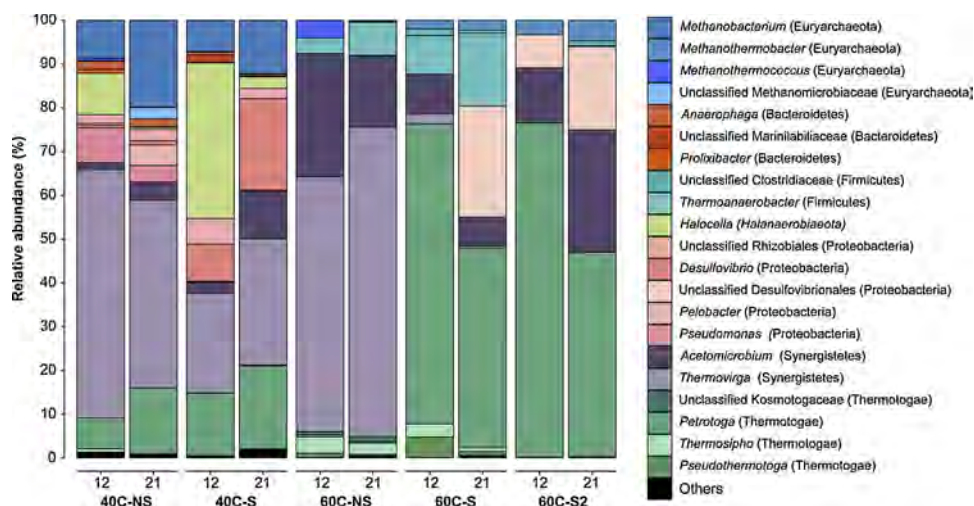 Relative abundance (%)
100
90
80
70
60
50
40
30
20
10
0
12 21 12 21 12 21 12 21 12 21
40C-NS 40C-S 60C-NS 60C-S 60C-S2
Methanobacterium (Euryarchaeota)
Methanothermobacter (Euryarchaeota)
Methanothermococcus (Euryarchaeota)
Unclassified Methanomicrobiaceae (Euryarchaeota)
Anaerophaga (Bacteroidetes)
Unclassified Marinilabiliaceae (Bacteroidetes)
Prolixibacter (Bacteroidetes)
Unclassified Clostridiaceae (Firmicutes)
Thermoanaerobacter (Firmicutes)
Halocella (Halanaerobiaeota)
Unclassified Rhizobiales (Proteobacteria)
Desulfovibrio (Proteobacteria)
Unclassified Desulfovibrionales (Proteobacteria)
Pelobacter (Proteobacteria)
Pseudomonas (Proteobacteria)
Acetomicrobium (Synergistetes)
Thermovirga (Synergistetes)
Unclassified Kosmotogaceae (Thermotogae)
Petrotoga (Thermotogae)
Thermosipho (Thermotogae)
Pseudothermotoga (Thermotogae)
Others